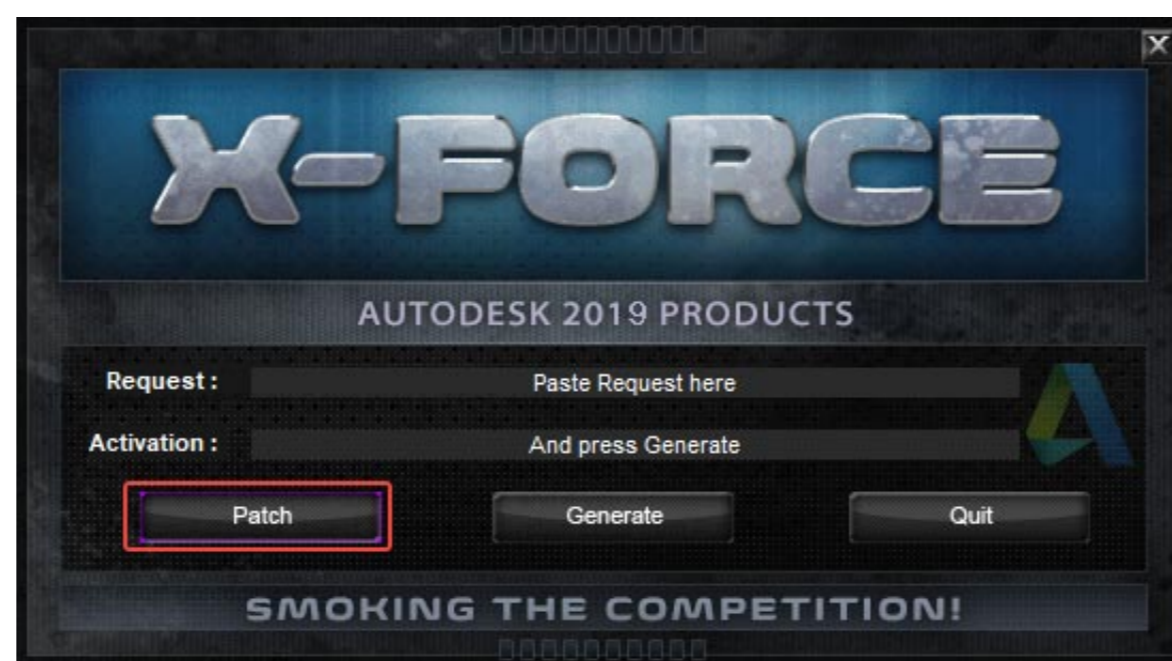 X
X-FORCE
AUTODESK 2019 PRODUCTS
Request : Paste Request here
Activation : And press Generate
Patch Generate Quit
SMOKING THE COMPETITION!